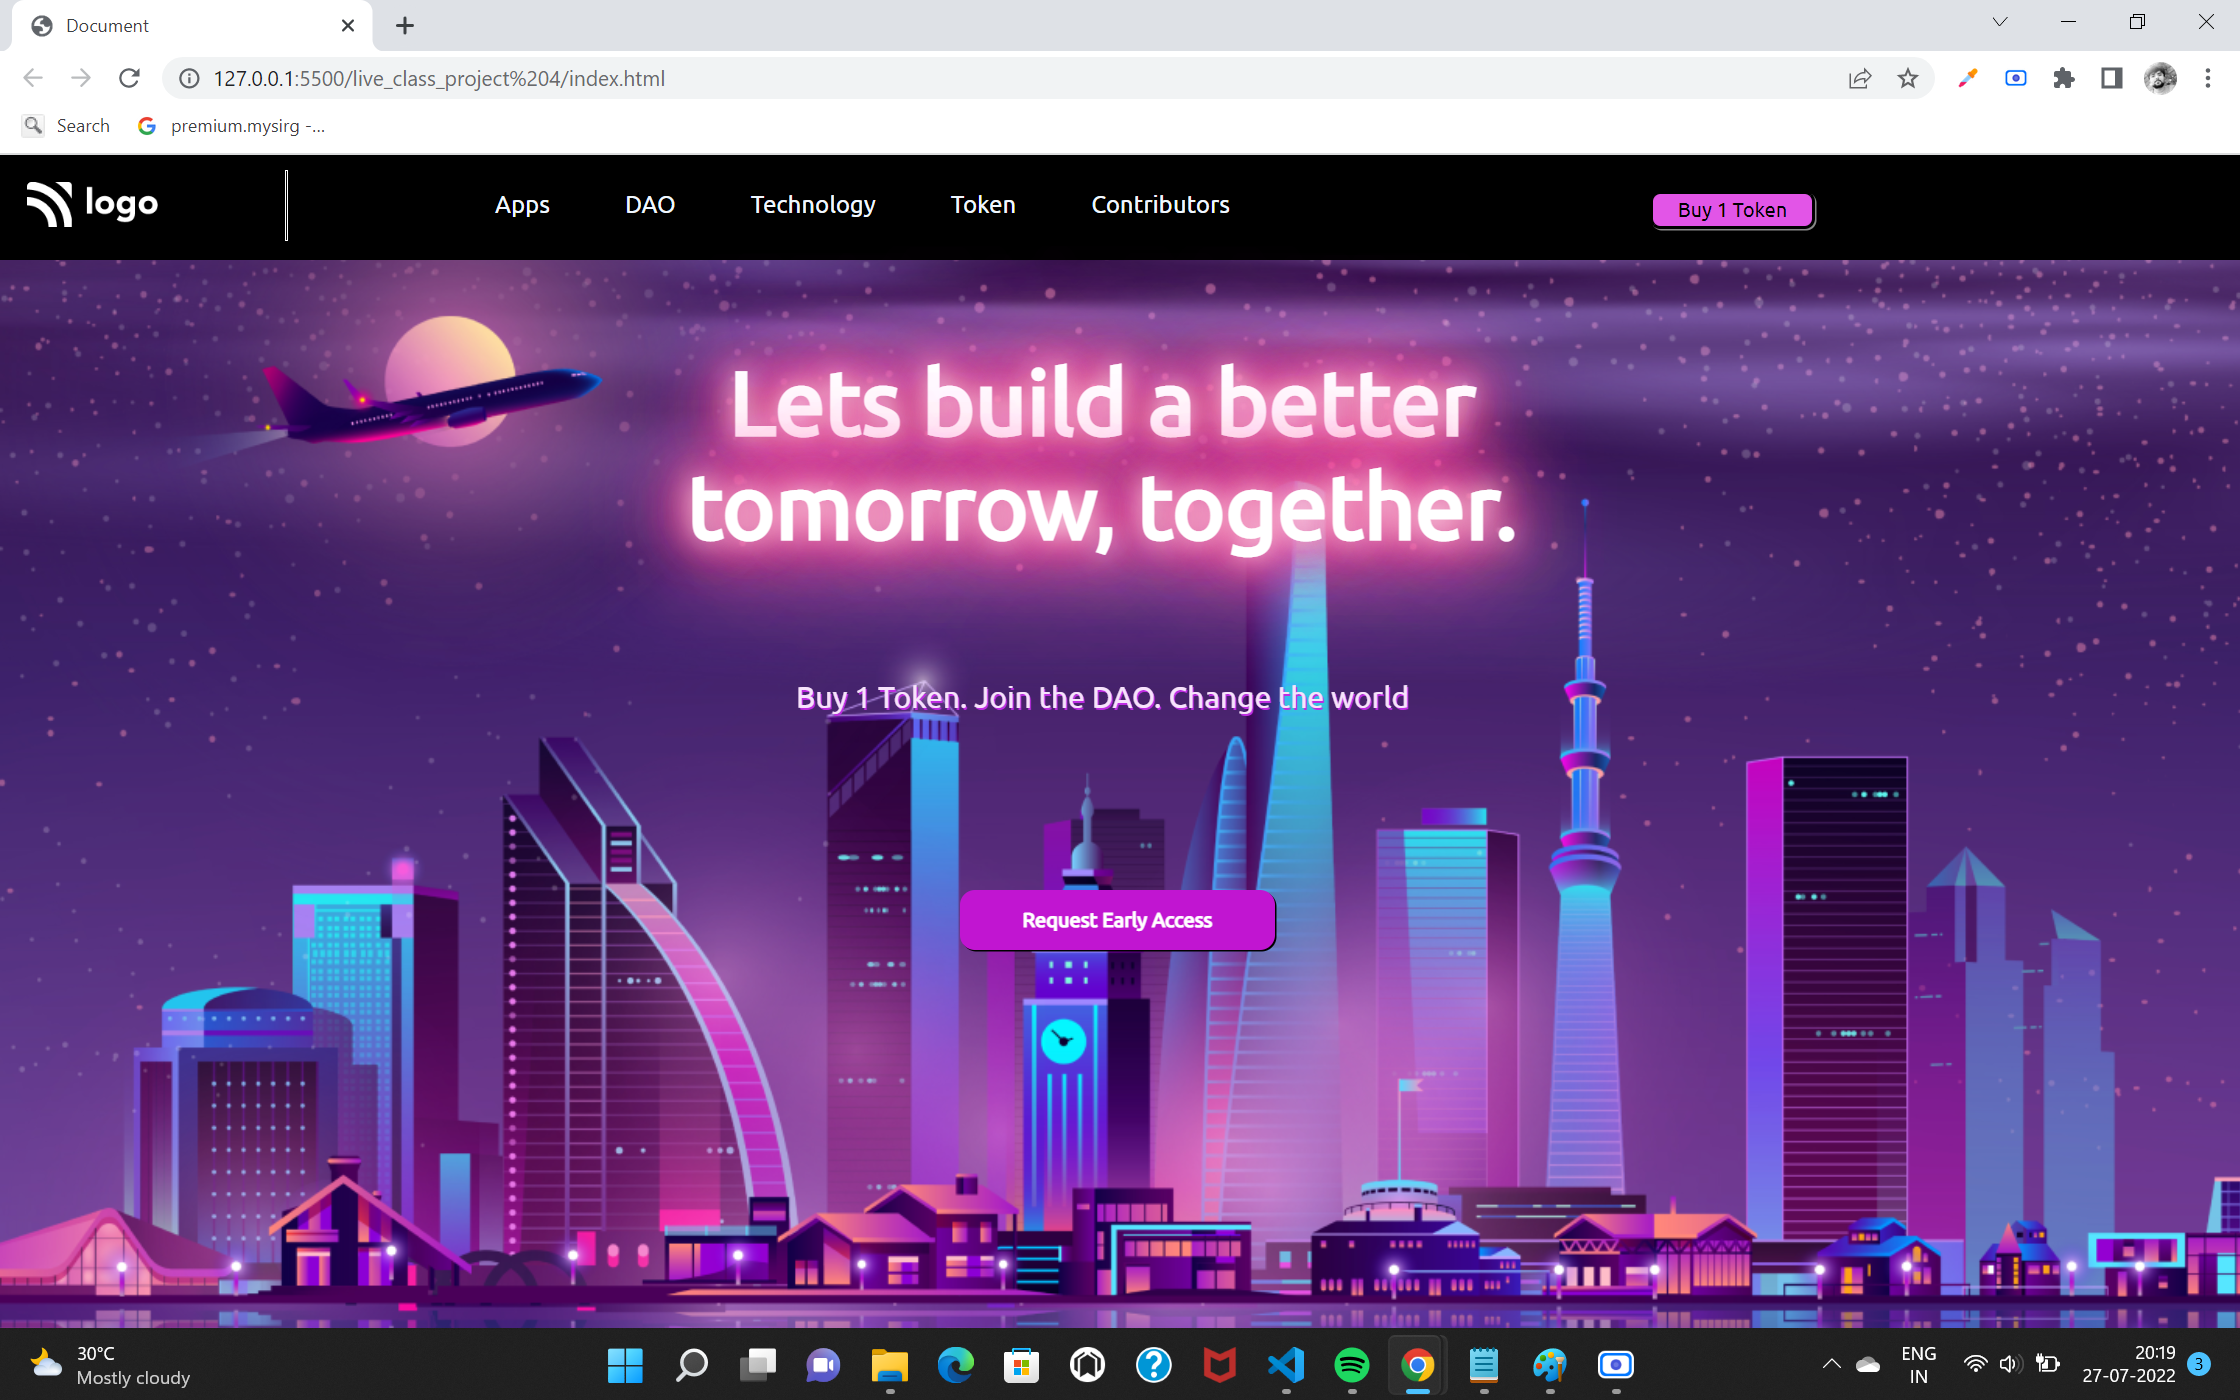 Document
127.0.0.1:5500/live_class_project%204/index.html
Search
premium.mysirg -...
logo
Apps
DAO
Technology
Token
Contributors
Buy 1 Token
Lets build a better
tomorrow, together.
Buy 1 Token. Join the DAO. Change the world
Request Early Access
30°C
Mostly cloudy
ENG
IN
20:19
27-07-2022
3